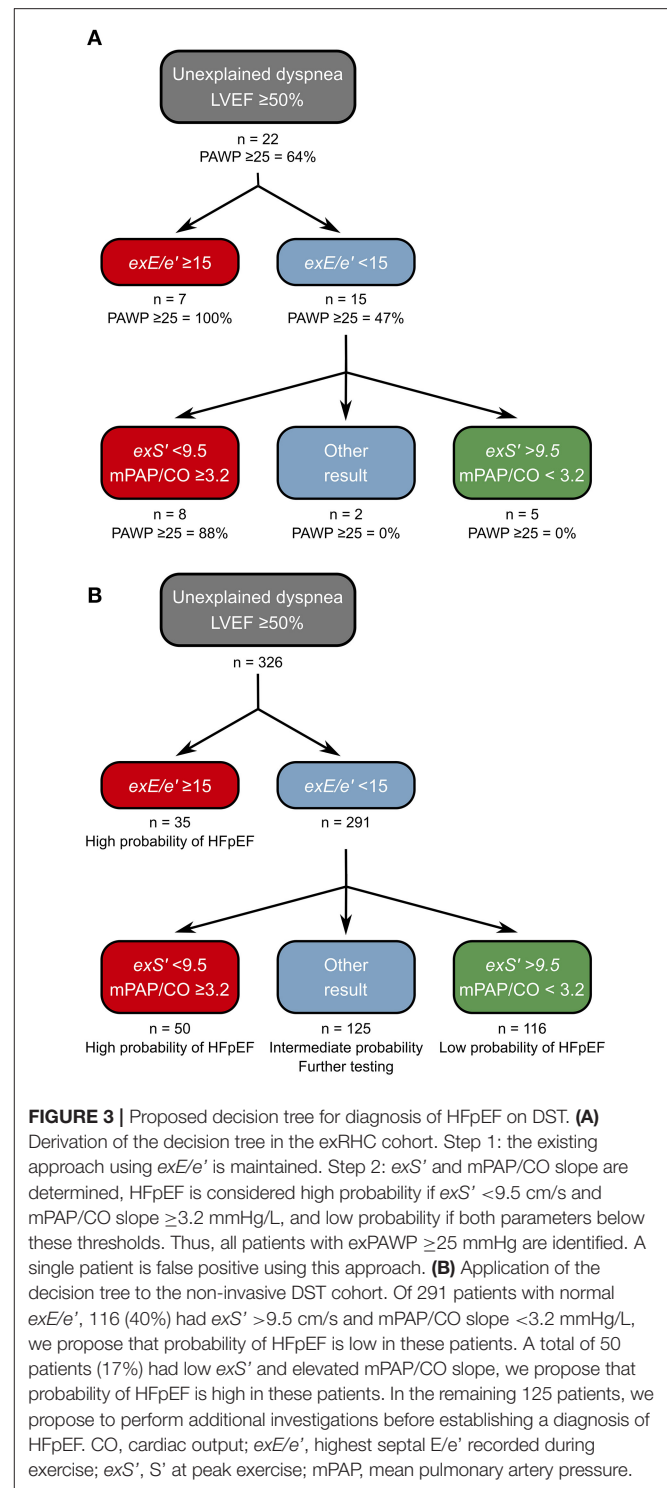 A
Unexplained dyspnea
LVEF ≥50%
n = 22
PAWP ≥25 = 64%
exE/e' ≥15
exE/e' <15
n = 7
PAWP ≥25 = 100%
n = 15
PAWP ≥25 = 47%
exS' <9.5
mPAP/CO ≥3.2
Other
result
exS' >9.5
mPAP/CO < 3.2
n = 8
PAWP ≥25 = 88%
n = 2
PAWP ≥25 = 0%
n = 5
PAWP ≥25 = 0%
B
Unexplained dyspnea
LVEF ≥50%
n = 326
exE/e' ≥15
exE/e' <15
n = 35
High probability of HFpEF
n = 291
exS' <9.5
mPAP/CO ≥3.2
Other
result
exS' >9.5
mPAP/CO < 3.2
n = 50
High probability of HFpEF
n = 125
Intermediate probability
Further testing
n = 116
Low probability of HFpEF
FIGURE 3 | Proposed decision tree for diagnosis of HFpEF on DST. (A)
Derivation of the decision tree in the exRHC cohort. Step 1: the existing
approach using exE/e' is maintained. Step 2: exS' and mPAP/CO slope are
determined, HFpEF is considered high probability if exS' <9.5 cm/s and
mPAP/CO slope ≥3.2 mmHg/L, and low probability if both parameters below
these thresholds. Thus, all patients with exPAWP ≥25 mmHg are identified. A
single patient is false positive using this approach. (B) Application of the
decision tree to the non-invasive DST cohort. Of 291 patients with normal
exE/e', 116 (40%) had exS' >9.5 cm/s and mPAP/CO slope <3.2 mmHg/L,
we propose that probability of HFpEF is low in these patients. A total of 50
patients (17%) had low exS' and elevated mPAP/CO slope, we propose that
probability of HFpEF is high in these patients. In the remaining 125 patients, we
propose to perform additional investigations before establishing a diagnosis of
HFpEF. CO, cardiac output; exE/e', highest septal E/e' recorded during
exercise; exS', S' at peak exercise; mPAP, mean pulmonary artery pressure.